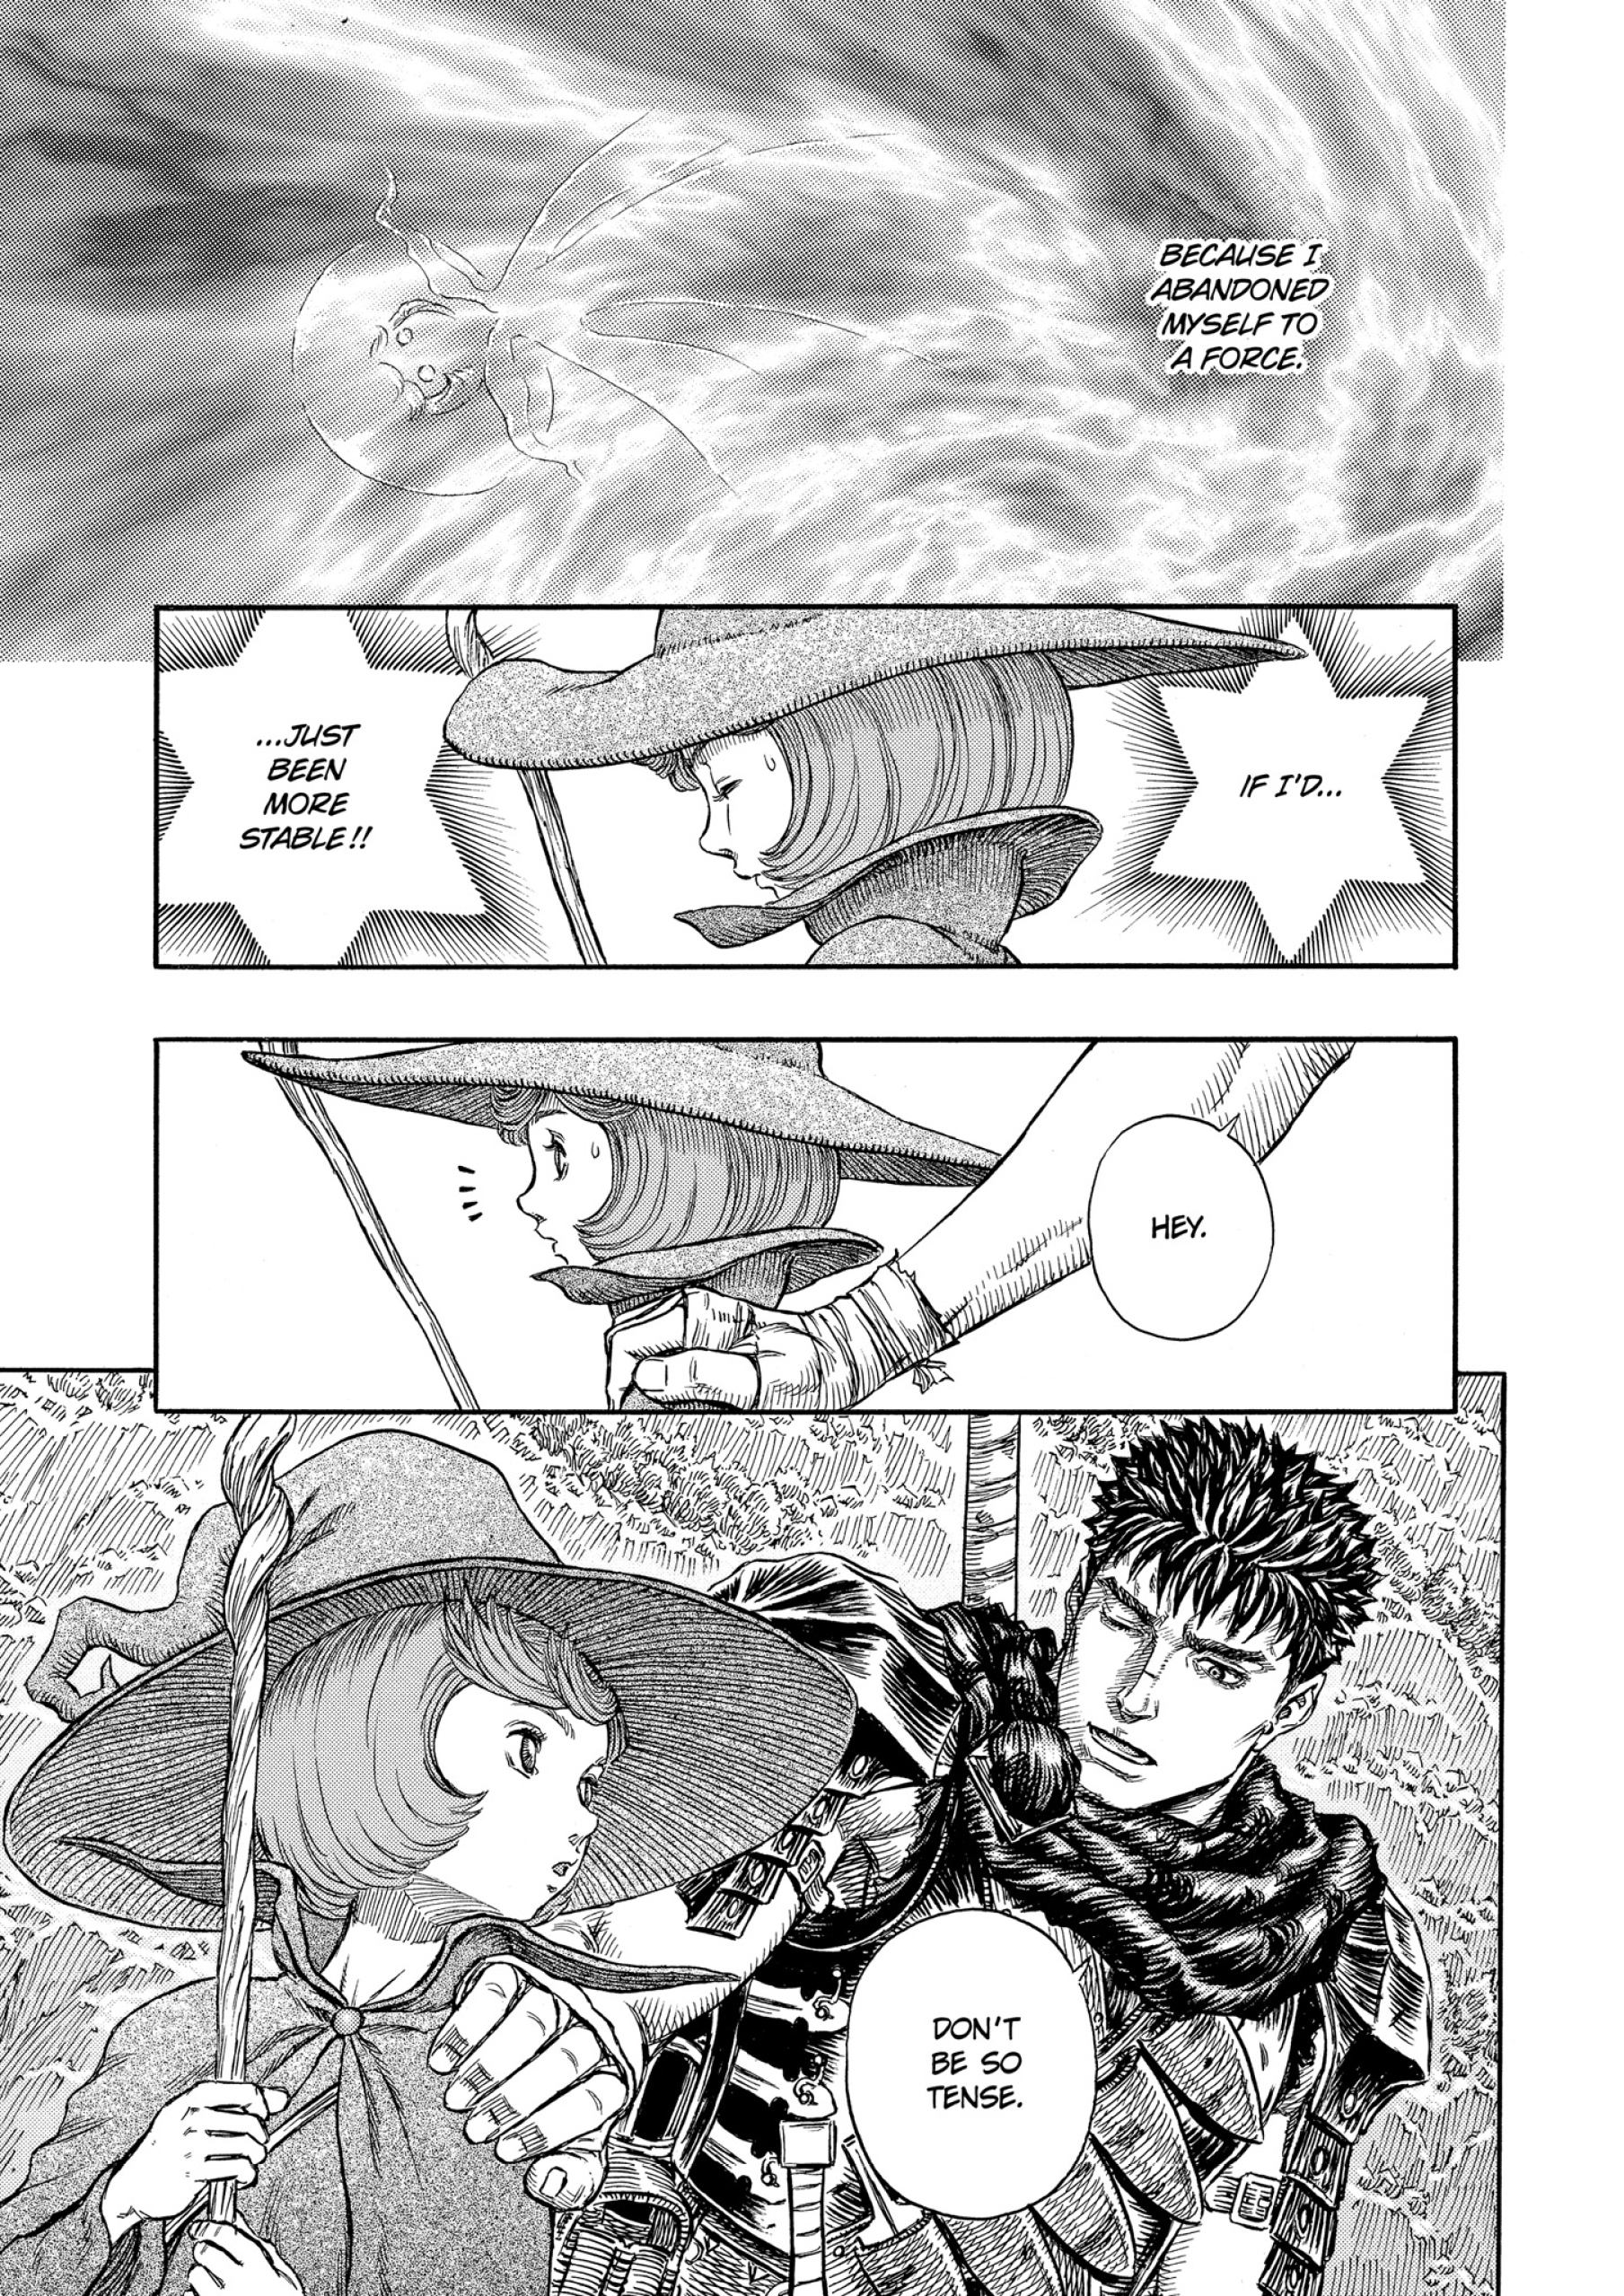 BECAUSE I
ABANDONED
MYSELF TO
A FORCE.
IF I'D...
...JUST
BEEN
MORE
STABLE!!
HEY.
DON'T
BE SO
TENSE.